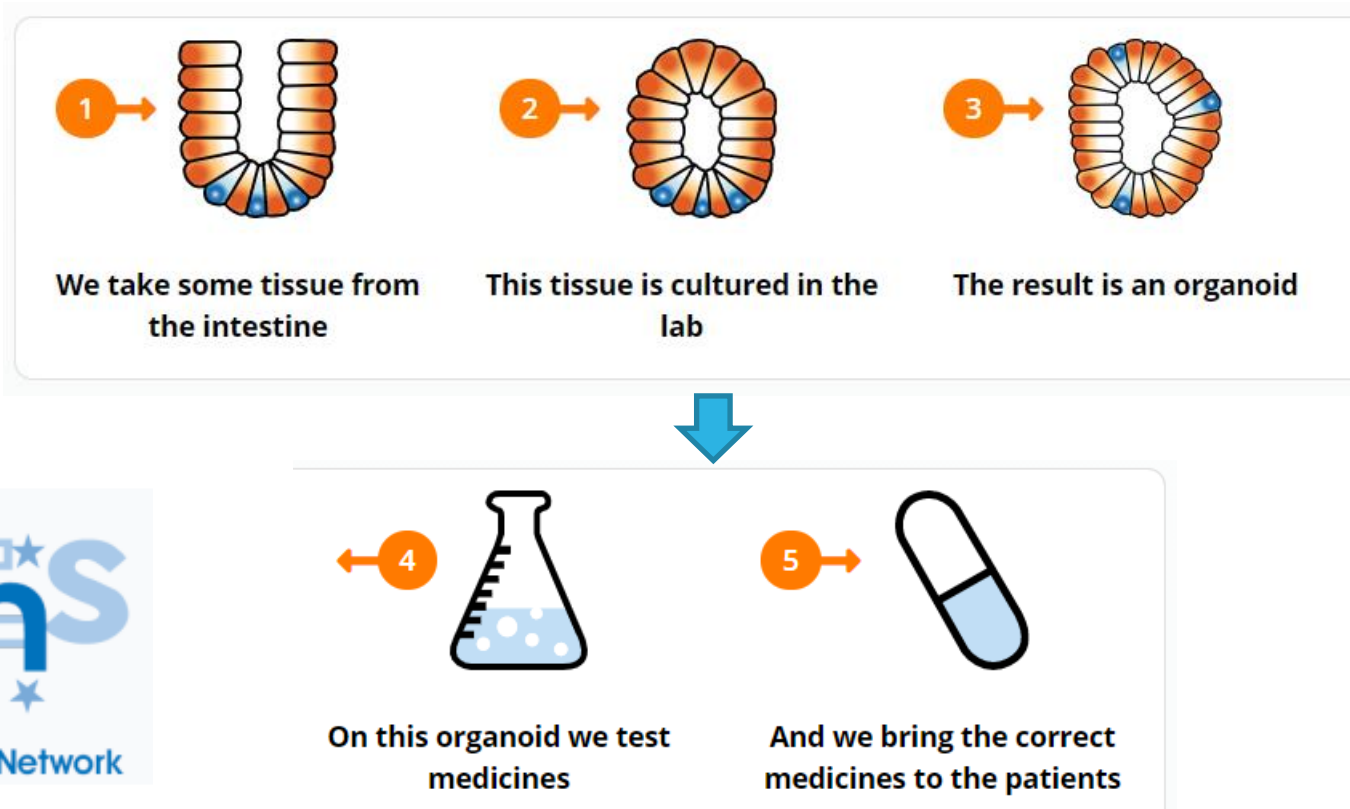 1
2
3
We take some tissue from
the intestine
This tissue is cultured in the
lab
The result is an organoid
4
5
On this organoid we test
medicines
And we bring the correct
medicines to the patients
Network